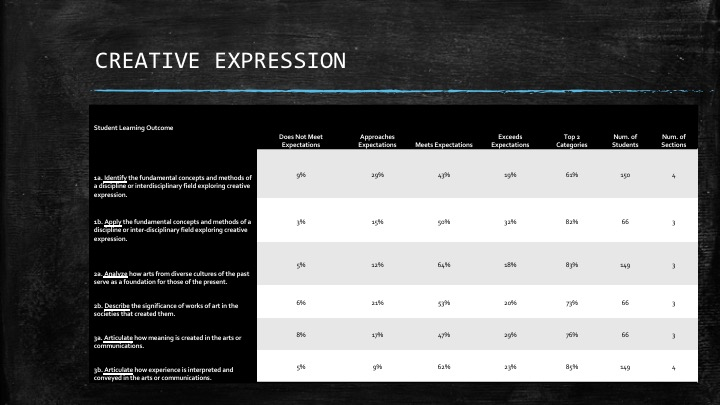 CREATIVE EXPRESSION
Student Learning Outcome
Does Not Meet Expectations
Approaches Expectations
Meets Expectations
Exceeds Expectations
Top 2 Categories
Num. of Students
Num. of Sections
1a. Identify the fundamental concepts and methods of
a discipline or interdisciplinary field exploring creative
expression.
9% 29% 43% 19% 61% 150 4
1b. Apply the fundamental concepts and methods of a
discipline or inter-disciplinary field exploring creative
expression.
3% 15% 50% 32% 82% 66 3
2a. Analyze how arts from diverse cultures of the past
serve as a foundation for those of the present.
5% 12% 64% 18% 83% 149 3
2b. Describe the significance of works of art in the
societies that created them.
6% 21% 53% 20% 73% 66 3
3a. Articulate how meaning is created in the arts or
communications.
8% 17% 47% 29% 76% 66 3
3b. Articulate how experience is interpreted and
conveyed in the arts or communications.
5% 9% 62% 23% 85% 149 4